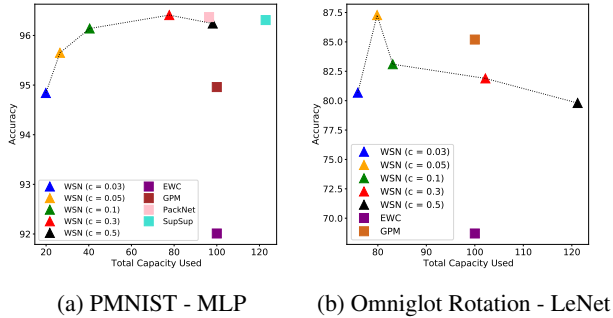 96
95
94
93
92
Accuracy
20
40
60
80
100
120
Total Capacity Used
WSN (c = 0.03)
WSN (c = 0.05)
WSN (c = 0.1)
WSN (c = 0.3)
WSN (c = 0.5)
EWC
GPM
PackNet
SupSup
(a) PMNIST - MLP
87.5
85.0
82.5
80.0
77.5
75.0
72.5
70.0
Accuracy
80
90
100
110
120
Total Capacity Used
WSN (c = 0.03)
WSN (c = 0.05)
WSN (c = 0.1)
WSN (c = 0.3)
WSN (c = 0.5)
EWC
GPM
(b) Omniglot Rotation - LeNet